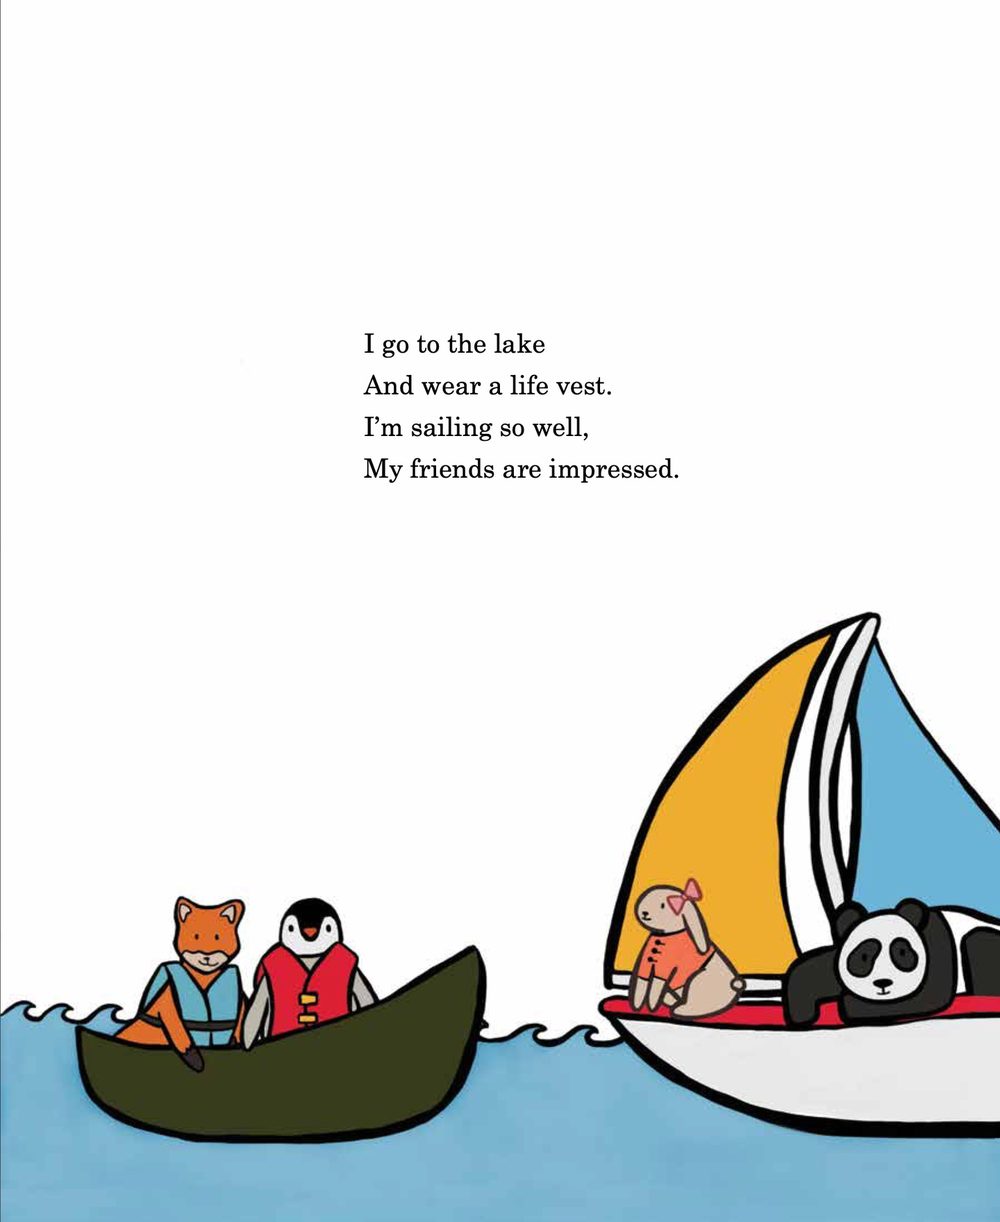 I go to the lake
And wear a life vest.
I’m sailing so well,
My friends are impressed.